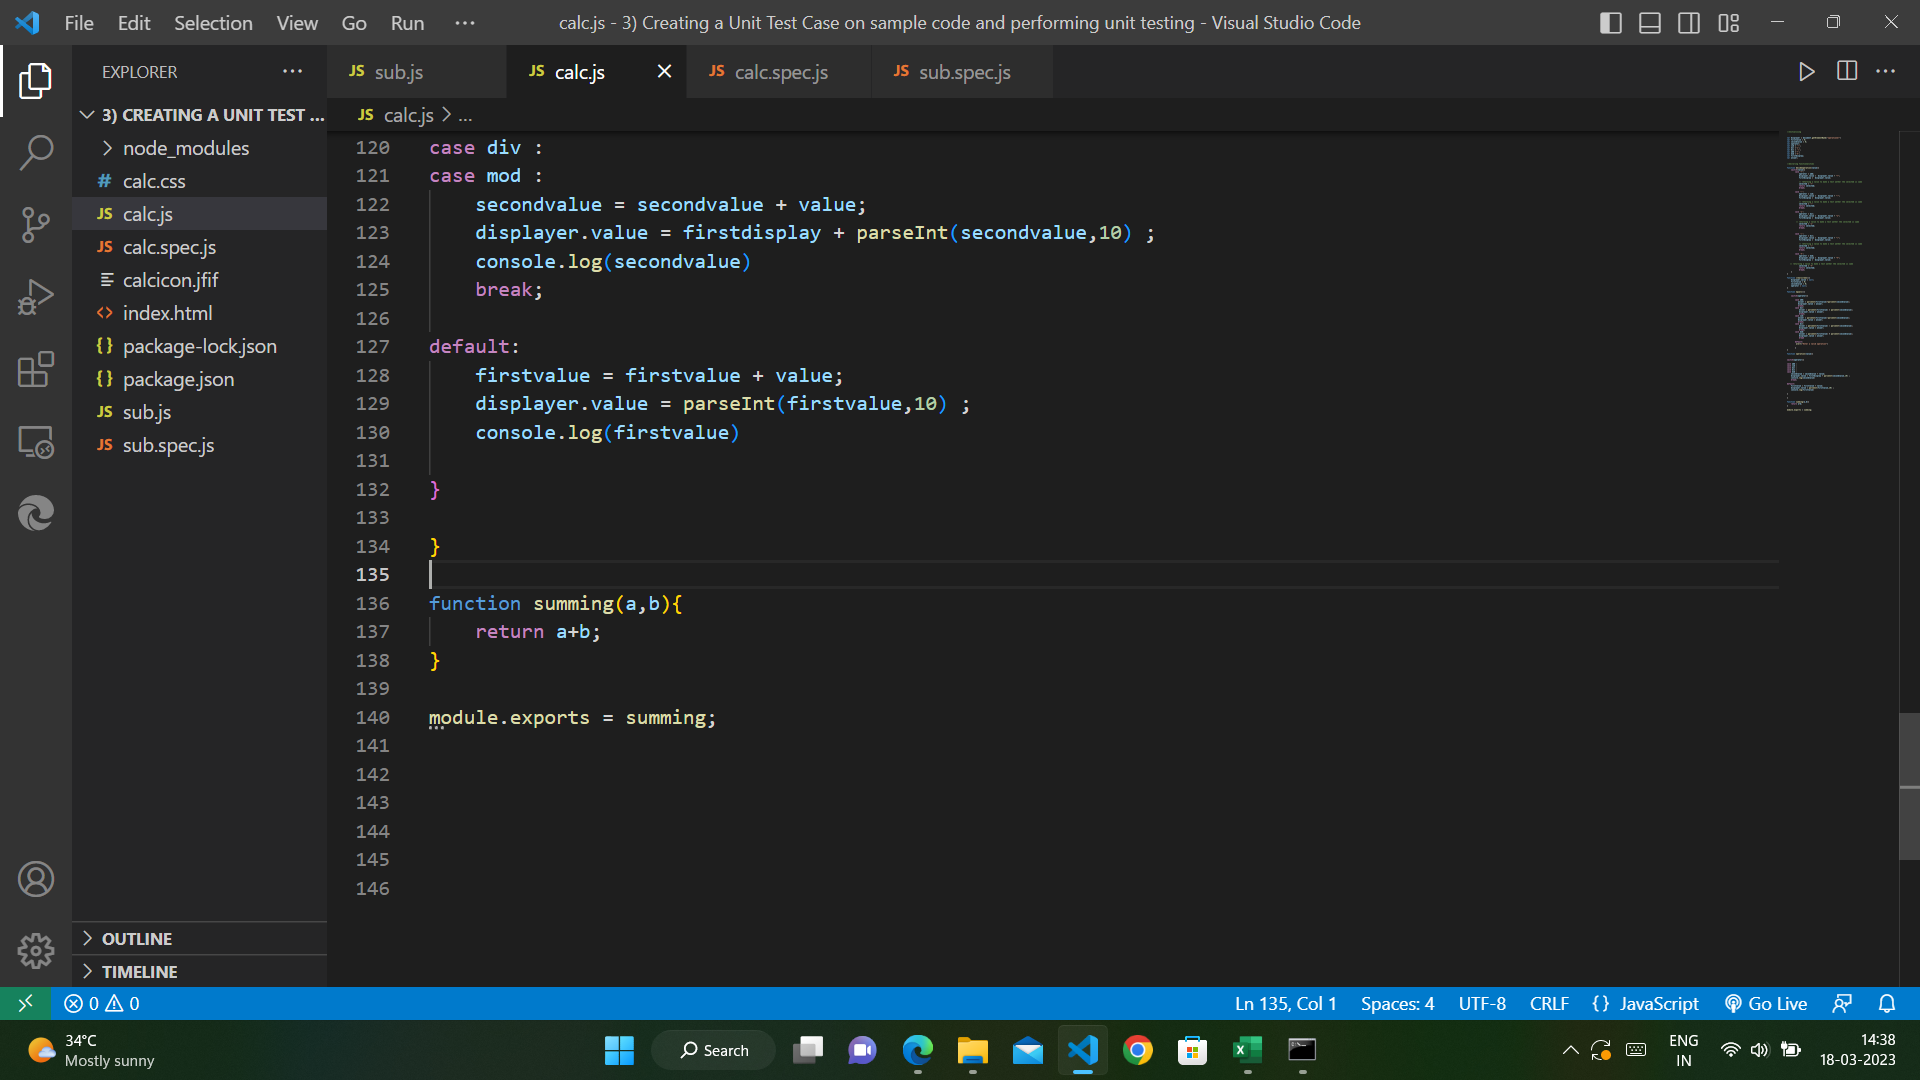 File Edit Selection View Go Run ···
calc.js - 3) Creating a Unit Test Case on sample code and performing unit testing - Visual Studio Code
EXPLORER ···
3) CREATING A UNIT TEST ...
node_modules
# calc.css
JS calc.js
JS calc.spec.js
calcicon.jfif
<> index.html
{} package-lock.json
{} package.json
JS sub.js
JS sub.spec.js
OUTLINE
TIMELINE
JS sub.js JS calc.js JS calc.spec.js JS sub.spec.js
JS calc.js > ...
120 case div :
121 case mod :
122 secondvalue = secondvalue + value;
123 displayer.value = firstdisplay + parseInt(secondvalue,10) ;
124 console.log(secondvalue)
125 break;
126
127 default:
128 firstvalue = firstvalue + value;
129 displayer.value = parseInt(firstvalue,10) ;
130 console.log(firstvalue)
131
132 }
133
134 }
135
136 function summing(a,b){
137 return a+b;
138 }
139
140 module.exports = summing;
141
142
143
144
145
146
0 0 Ln 135, Col 1 Spaces: 4 UTF-8 CRLF {} JavaScript Go Live
34°C
Mostly sunny
Search
ENG
IN
14:38
18-03-2023